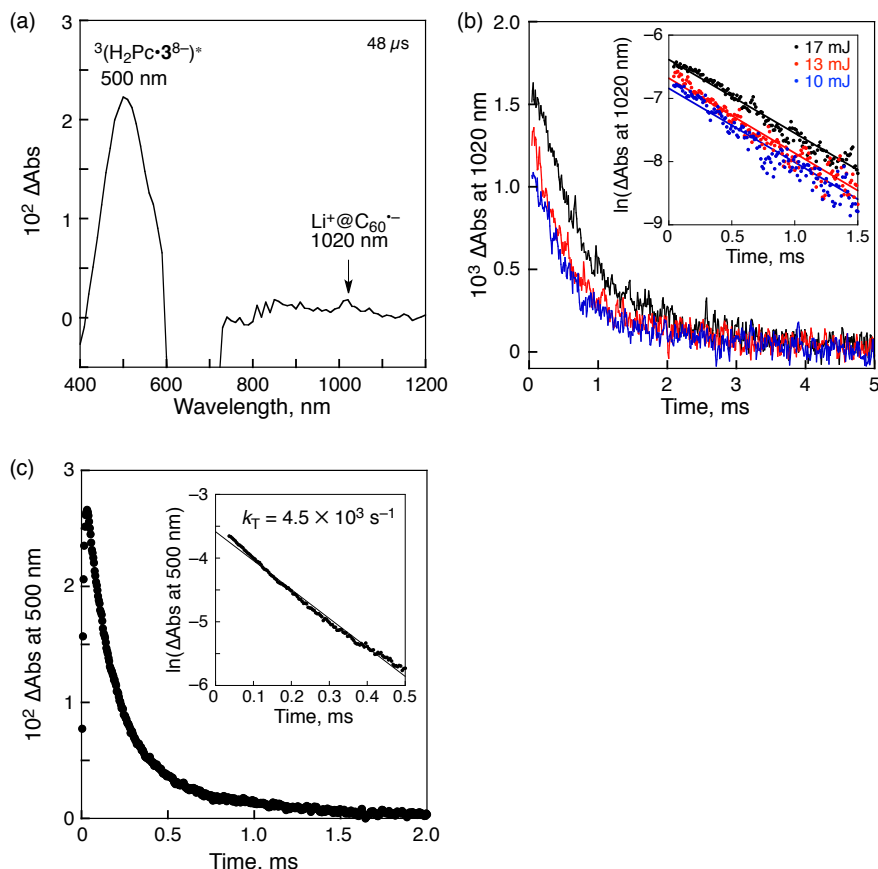 (a)
3
2
1
0
10² ΔAbs
³(H₂Pc•3⁸⁻)*
500 nm
48 μs
Li⁺@C₆₀•⁻
1020 nm
400 600 800 1000 1200
Wavelength, nm
(b)
2.0
1.5
1.0
0.5
0
10³ ΔAbs at 1020 nm
0 1 2 3 4 5
Time, ms
−6
−7
−8
−9
ln(ΔAbs at 1020 nm)
17 mJ
13 mJ
10 mJ
0 0.5 1.0 1.5
Time, ms
(c)
3
2
1
0
10² ΔAbs at 500 nm
0 0.5 1.0 1.5 2.0
Time, ms
−3
−4
−5
−6
ln(ΔAbs at 500 nm)
k_T = 4.5 × 10³ s⁻¹
0 0.1 0.2 0.3 0.4 0.5
Time, ms